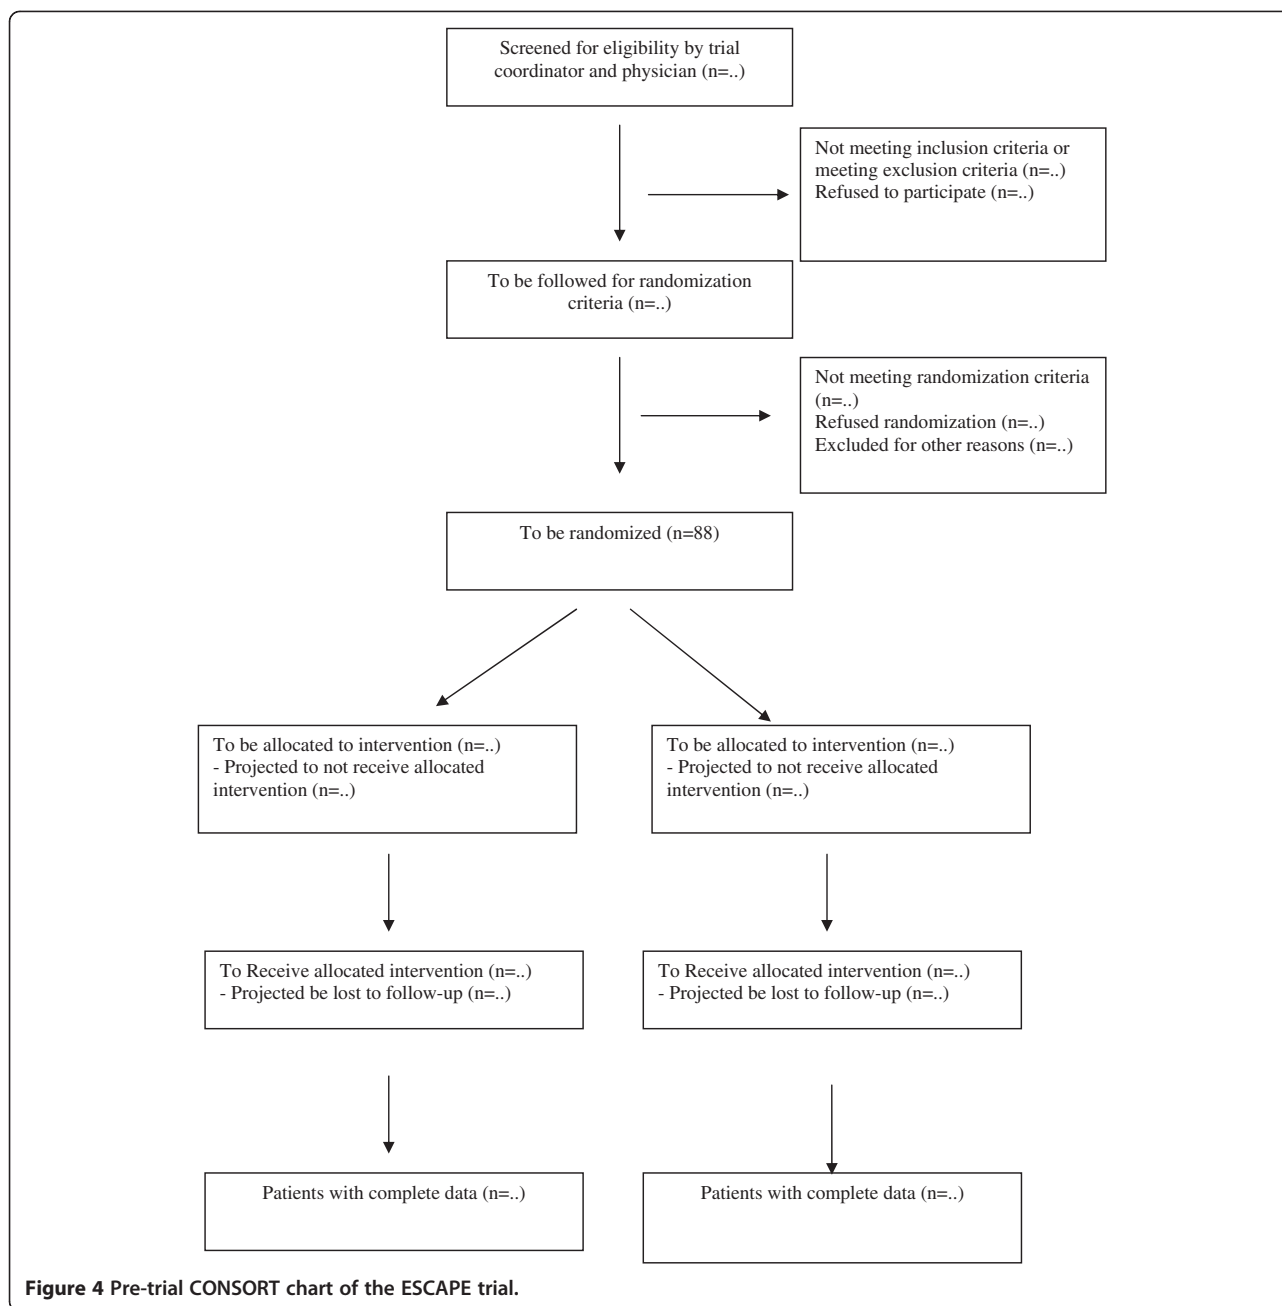 Screened for eligibility by trial
coordinator and physician (n=..)
Not meeting inclusion criteria or
meeting exclusion criteria (n=..)
Refused to participate (n=..)
To be followed for randomization
criteria (n=..)
Not meeting randomization criteria
(n=..)
Refused randomization (n=..)
Excluded for other reasons (n=..)
To be randomized (n=88)
To be allocated to intervention (n=..)
- Projected to not receive allocated
intervention (n=..)
To be allocated to intervention (n=..)
- Projected to not receive allocated
intervention (n=..)
To Receive allocated intervention (n=..)
- Projected be lost to follow-up (n=..)
To Receive allocated intervention (n=..)
- Projected be lost to follow-up (n=..)
Patients with complete data (n=..)
Patients with complete data (n=..)
Figure 4 Pre-trial CONSORT chart of the ESCAPE trial.